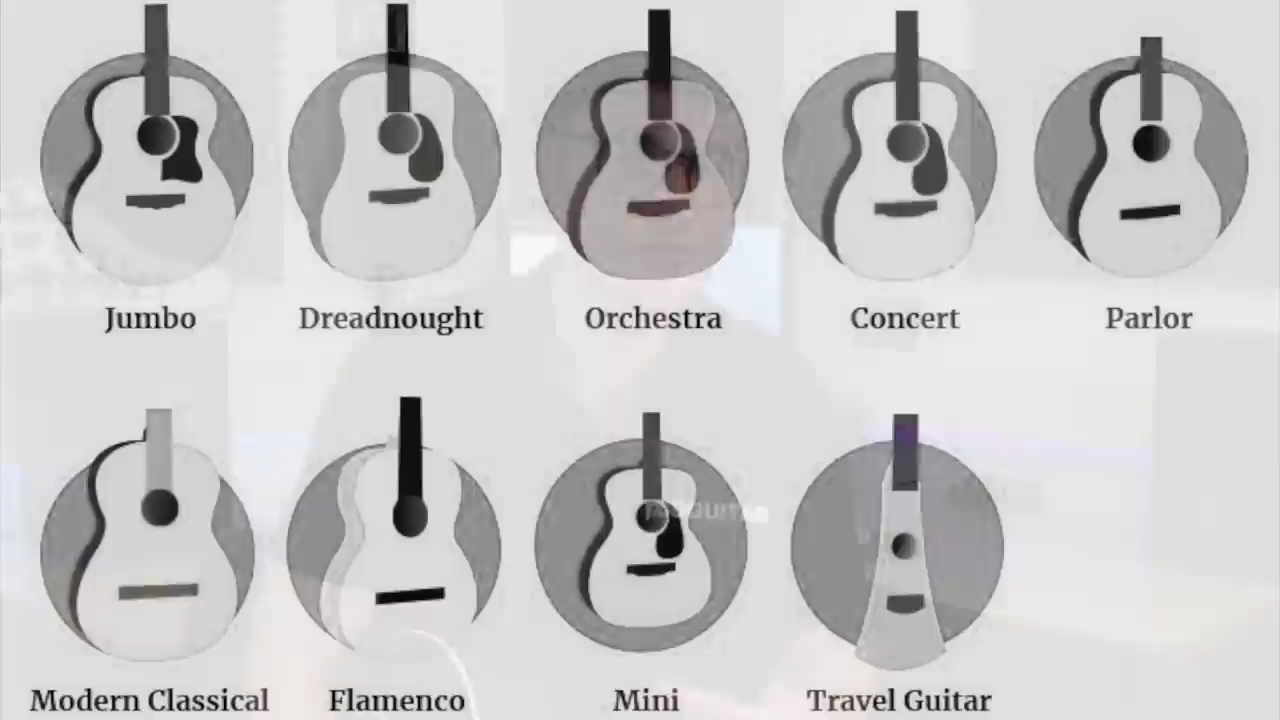 Jumbo
Dreadnought
Orchestra
Concert
Parlor
Modern Classical
Flamenco
Mini
Travel Guitar